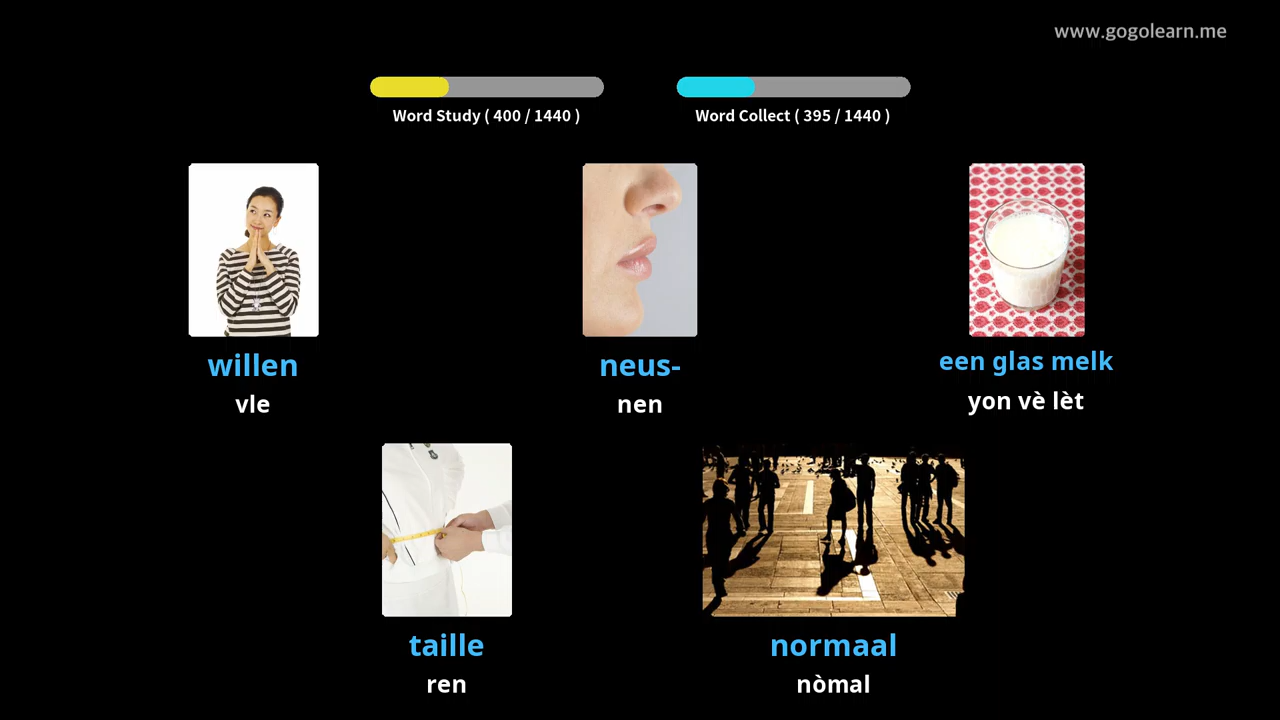 www.gogolearn.me
Word Study ( 400 / 1440 )
Word Collect ( 395 / 1440 )
willen
vle
neus-
nen
een glas melk
yon vè lèt
taille
ren
normaal
nòmal